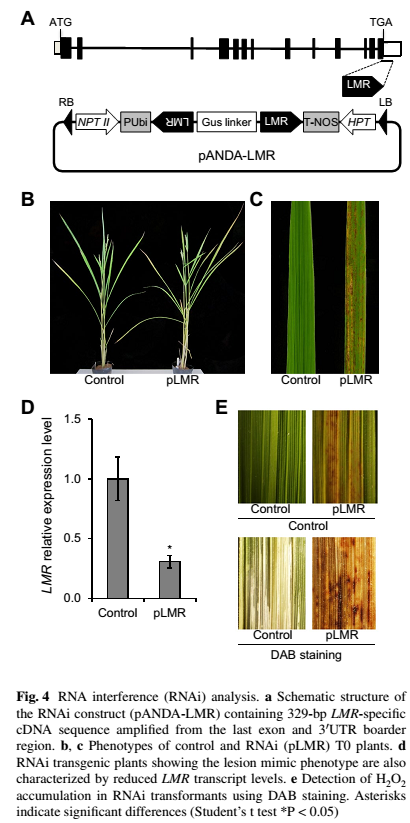 A
ATG
TGA
LMR
RB
LB
NPT II
PUbi
LMR
Gus linker
LMR
T-NOS
HPT
pANDA-LMR
B
C
Control
pLMR
Control
pLMR
D
E
LMR relative expression level
1.5
1.0
0.5
0.0
*
Control
pLMR
Control
pLMR
Control
Control
pLMR
DAB staining
Fig. 4 RNA interference (RNAi) analysis. a Schematic structure of
the RNAi construct (pANDA-LMR) containing 329-bp LMR-specific
cDNA sequence amplified from the last exon and 3′UTR boarder
region. b, c Phenotypes of control and RNAi (pLMR) T0 plants. d
RNAi transgenic plants showing the lesion mimic phenotype are also
characterized by reduced LMR transcript levels. e Detection of H₂O₂
accumulation in RNAi transformants using DAB staining. Asterisks
indicate significant differences (Student's t test *P < 0.05)